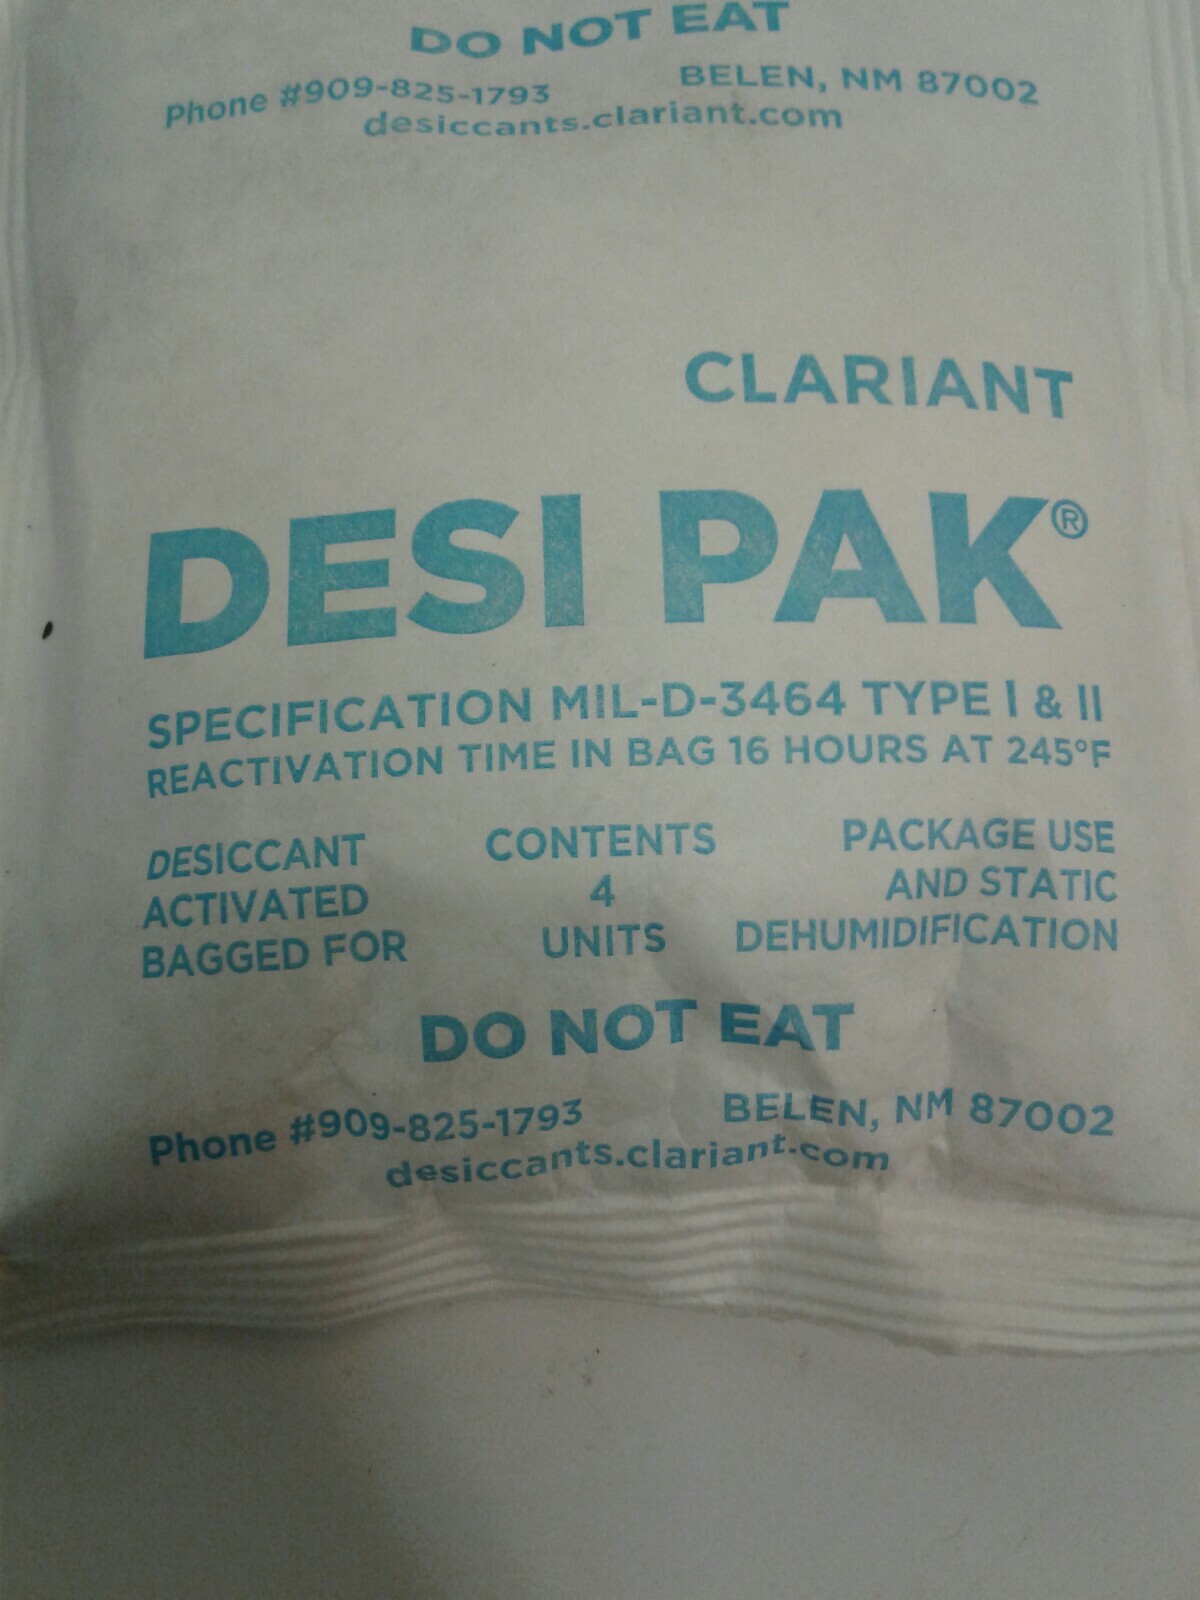 DO NOT EAT
Phone #909-825-1793 BELEN, NM 87002
desiccants.clariant.com
CLARIANT
DESI PAK®
SPECIFICATION MIL-D-3464 TYPE I & II
REACTIVATION TIME IN BAG 16 HOURS AT 245°F
DESICCANT CONTENTS PACKAGE USE
ACTIVATED 4 AND STATIC
BAGGED FOR UNITS DEHUMIDIFICATION
DO NOT EAT
Phone #909-825-1793 BELEN, NM 87002
desiccants.clariant.com